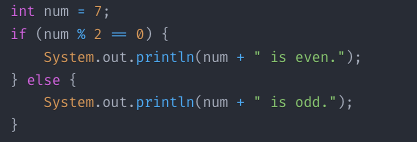 int num = 7;
if (num % 2 == 0) {
    System.out.println(num + " is even.");
} else {
    System.out.println(num + " is odd.");
}